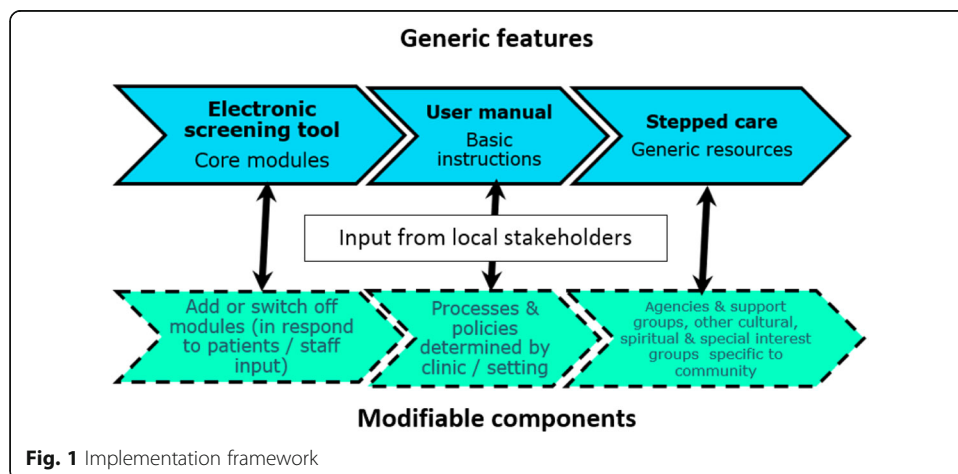 Generic features
Electronic
screening tool
Core modules
User manual
Basic
instructions
Stepped care
Generic resources
Input from local stakeholders
Add or switch off
modules (in respond
to patients / staff
input)
Processes &
policies
determined by
clinic / setting
Agencies & support
groups, other cultural,
spiritual & special interest
groups specific to
community
Modifiable components
Fig. 1 Implementation framework